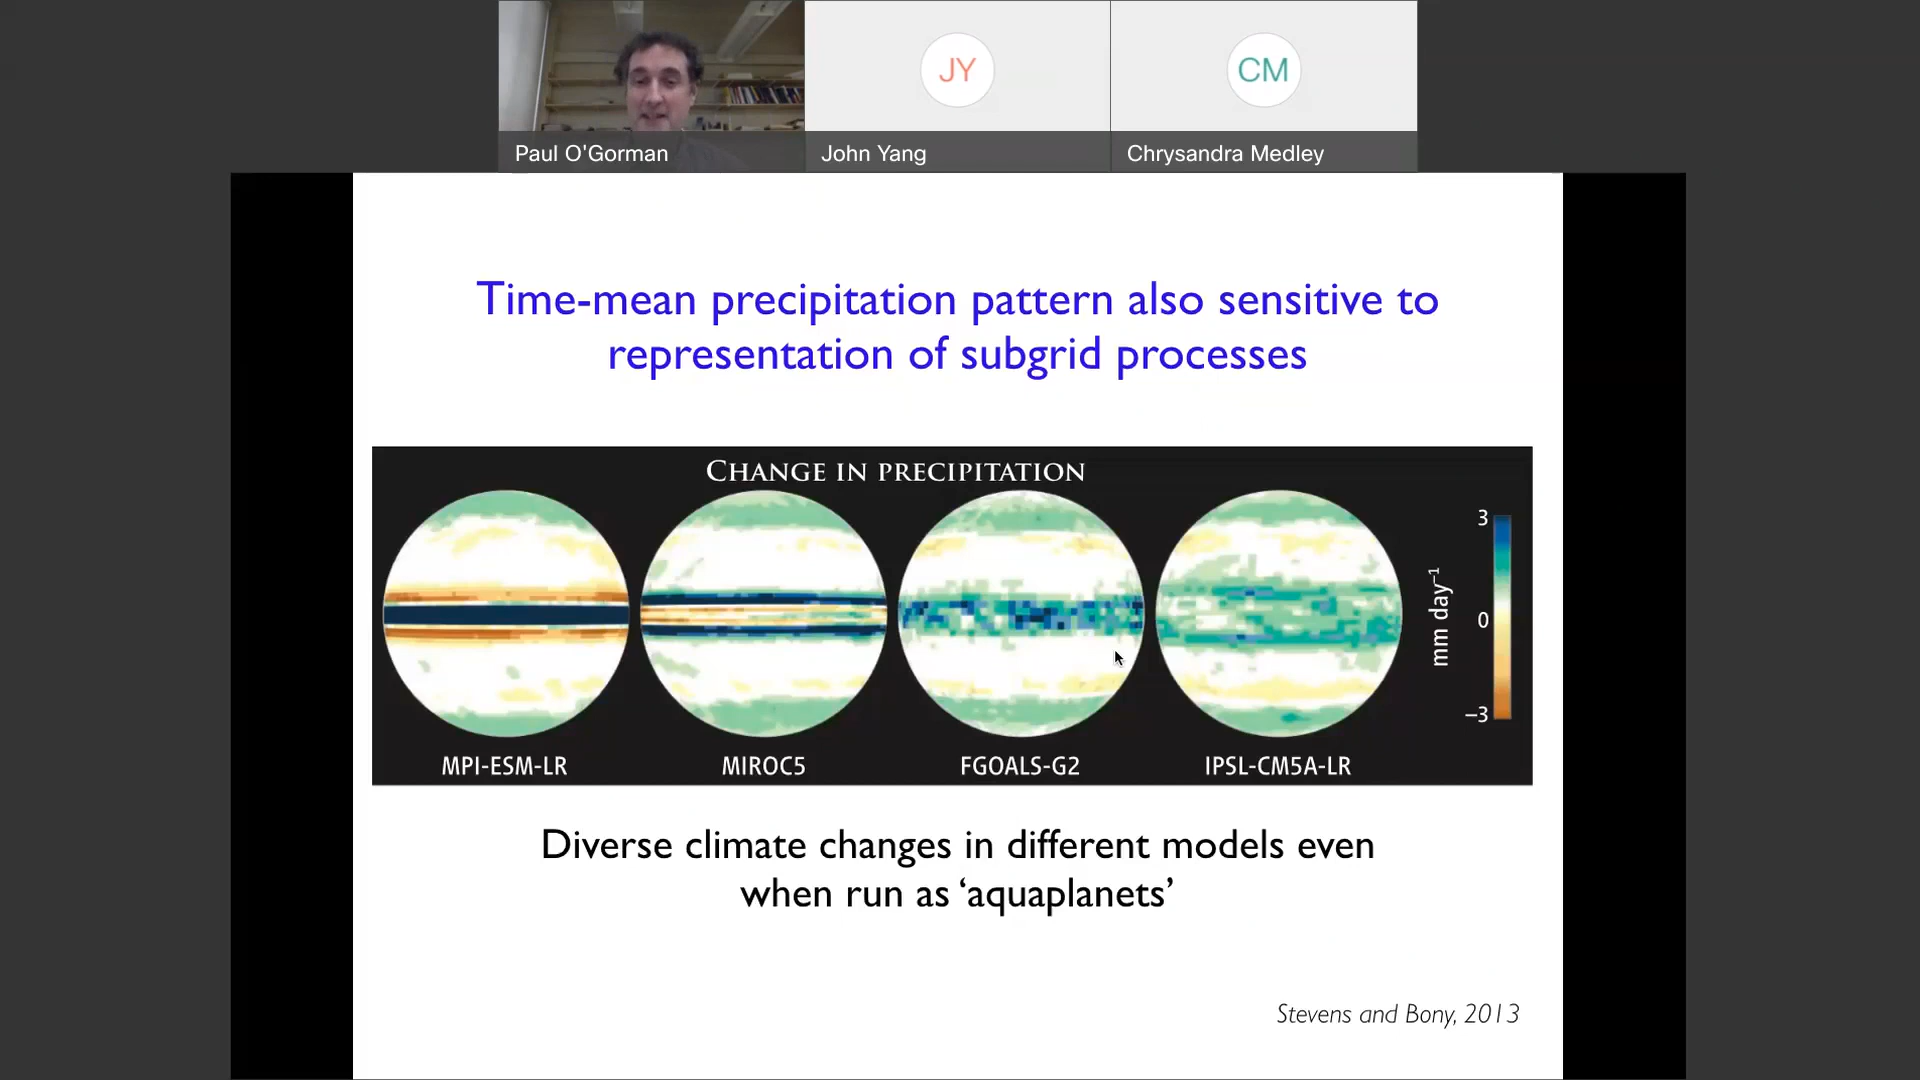 JY
CM
Paul O'Gorman
John Yang
Chrysandra Medley
Time-mean precipitation pattern also sensitive to
representation of subgrid processes
CHANGE IN PRECIPITATION
3
0
−3
mm day⁻¹
MPI-ESM-LR
MIROC5
FGOALS-G2
IPSL-CM5A-LR
Diverse climate changes in different models even
when run as ‘aquaplanets’
Stevens and Bony, 2013